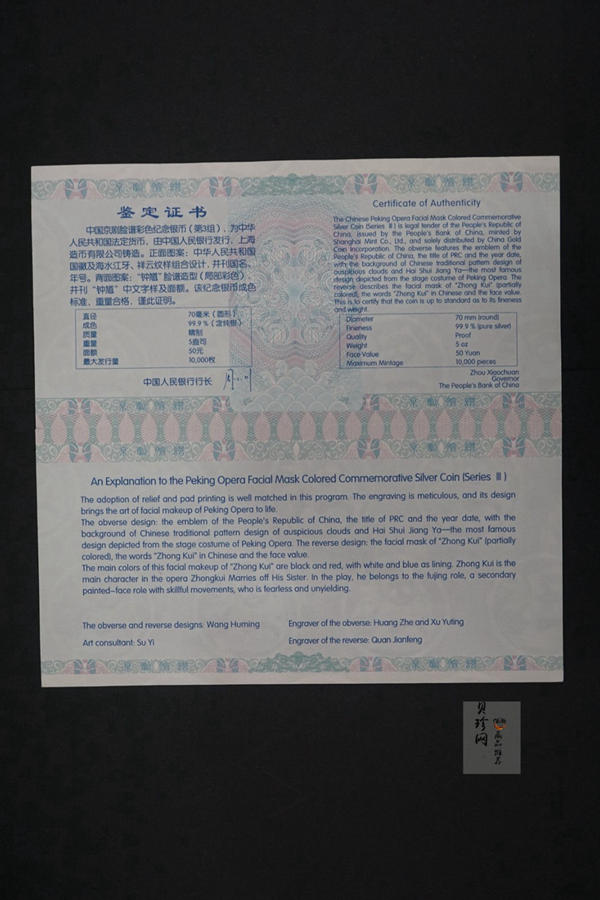 鉴定证书
中国京剧脸谱彩色纪念银币（第3组），为中华
人民共和国法定货币，由中国人民银行发行，上海
造币有限公司铸造。正面图案：中华人民共和国
国徽及海水江牙、祥云纹样组合设计，并刊国名、
年号。背面图案：“钟馗”脸谱造型（局部彩色），
并刊“钟馗”中文字样及面额。该纪念银币成色
标准，重量合格，谨此证明。
直径 70毫米（圆形）
成色 99.9%（含纯银）
质量 精制
重量 5盎司
面额 50元
最大发行量 10,000枚
中国人民银行行长
Certificate of Authenticity
The Chinese Peking Opera Facial Mask Colored Commemorative
Silver Coin (Series Ⅲ) is legal tender of the People's Republic of
China, issued by the People's Bank of China, minted by
Shanghai Mint Co., Ltd., and solely distributed by China Gold
Coin Incorporation. The obverse features the emblem of the
People's Republic of China, the title of PRC and the year date,
with the background of Chinese traditional pattern design of
auspicious clouds and Hai Shui Jiang Ya—the most famous
design depicted from the stage costume of Peking Opera. The
reverse describes the facial mask of "Zhong Kui" (partially
colored), the words "Zhong Kui" in Chinese and the face value.
This is to certify that the coin is up to standard as to its fineness
and weight.
Diameter 70 mm (round)
Fineness 99.9 % (pure silver)
Quality Proof
Weight 5 oz
Face Value 50 Yuan
Maximum Mintage 10,000 pieces
Zhou Xiaochuan
Governor
The People's Bank of China
An Explanation to the Peking Opera Facial Mask Colored Commemorative Silver Coin (Series Ⅲ)
The adoption of relief and pad printing is well matched in this program. The engraving is meticulous, and its design
brings the art of facial makeup of Peking Opera to life.
The obverse design: the emblem of the People's Republic of China, the title of PRC and the year date, with the
background of Chinese traditional pattern design of auspicious clouds and Hai Shui Jiang Ya—the most famous
design depicted from the stage costume of Peking Opera. The reverse design: the facial mask of "Zhong Kui" (partially
colored), the words "Zhong Kui" in Chinese and the face value.
The main colors of this facial makeup of "Zhong Kui" are black and red, with white and blue as lining. Zhong Kui is the
main character in the opera Zhongkui Marries off His Sister. In the play, he belongs to the fujing role, a secondary
painted-face role with skillful movements, who is fearless and unyielding.
The obverse and reverse designs: Wang Huming
Engraver of the obverse: Huang Zhe and Xu Yuting
Art consultant: Su Yi
Engraver of the reverse: Quan Jianfeng
贝珍网
藏品推荐